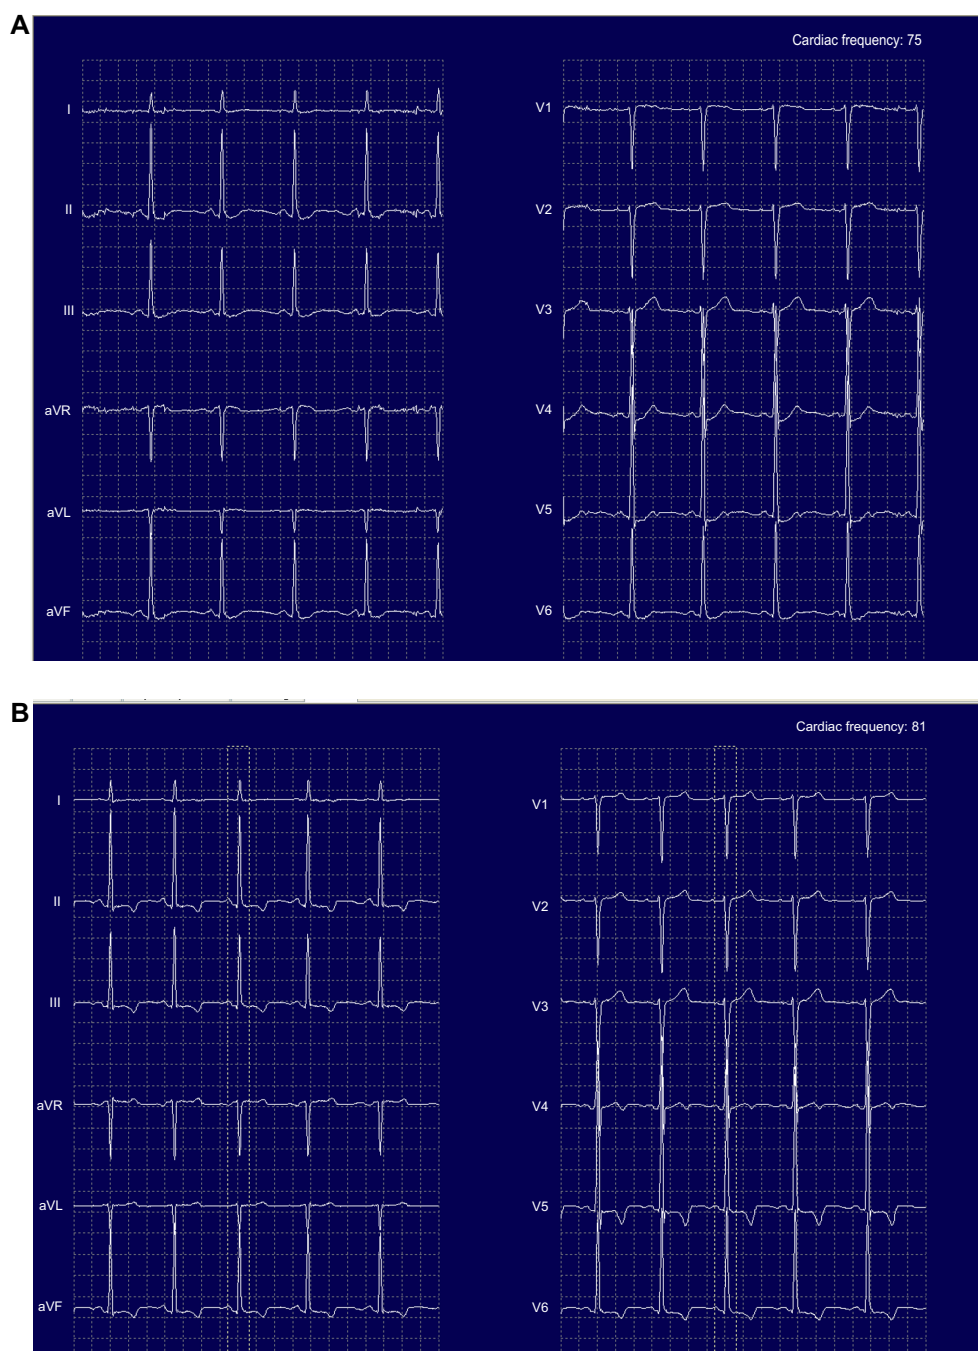 A
Cardiac frequency: 75
I
II
III
aVR
aVL
aVF
V1
V2
V3
V4
V5
V6
B
Cardiac frequency: 81
I
II
III
aVR
aVL
aVF
V1
V2
V3
V4
V5
V6